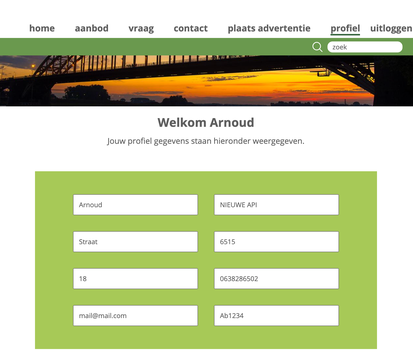 home aanbod vraag contact plaats advertentie profiel uitloggen
zoek
Welkom Arnoud
Jouw profiel gegevens staan hieronder weergegeven.
Arnoud NIEUWE API
Straat 6515
18 0638286502
mail@mail.com Ab1234